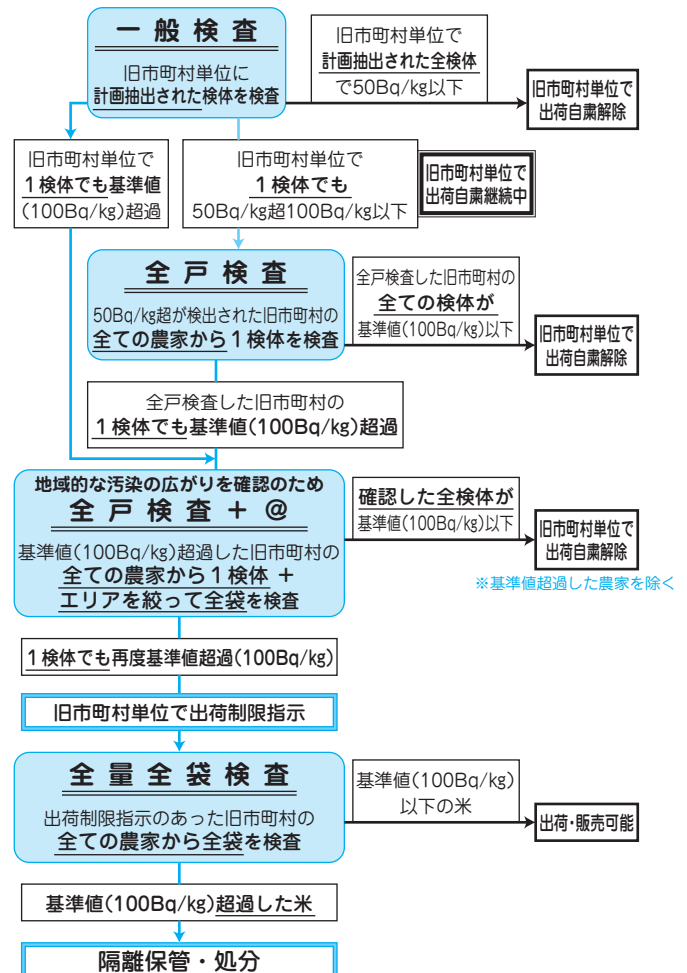 一般検査
旧市町村単位に
計画抽出された検体を検査
旧市町村単位で
計画抽出された全検体
で50Bq/kg以下
旧市町村単位で
出荷自粛解除
旧市町村単位で
1検体でも基準値
(100Bq/kg)超過
旧市町村単位で
1検体でも
50Bq/kg超100Bq/kg以下
旧市町村単位で
出荷自粛継続中
全戸検査
50Bq/kg超が検出された旧市町村の
全ての農家から1検体を検査
全戸検査した旧市町村の
全ての検体が
基準値(100Bq/kg)以下
旧市町村単位で
出荷自粛解除
全戸検査した旧市町村の
1検体でも基準値(100Bq/kg)超過
地域的な汚染の広がりを確認のため
全戸検査+@
基準値(100Bq/kg)超過した旧市町村の
全ての農家から1検体+
エリアを絞って全袋を検査
確認した全検体が
基準値(100Bq/kg)以下
旧市町村単位で
出荷自粛解除
※基準値超過した農家を除く
1検体でも再度基準値超過(100Bq/kg)
旧市町村単位で出荷制限指示
全量全袋検査
出荷制限指示のあった旧市町村の
全ての農家から全袋を検査
基準値(100Bq/kg)
以下の米
出荷・販売可能
基準値(100Bq/kg)超過した米
隔離保管・処分